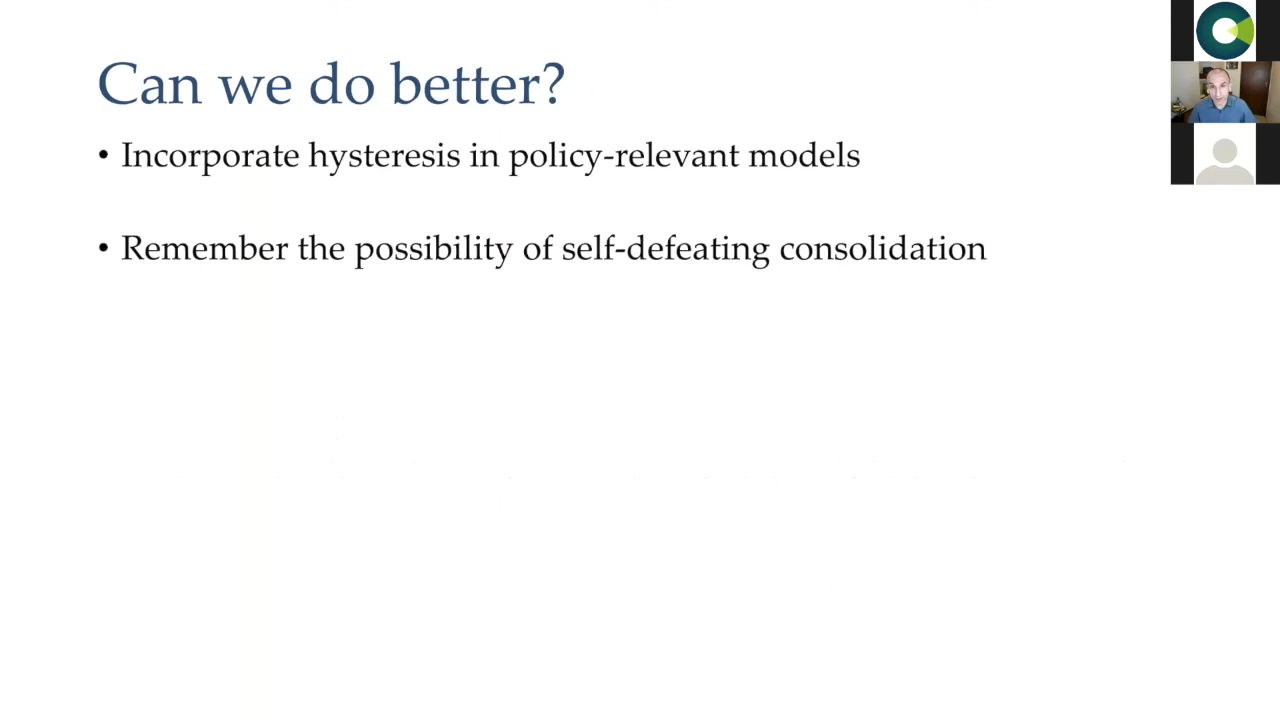 Can we do better?
• Incorporate hysteresis in policy-relevant models
• Remember the possibility of self-defeating consolidation